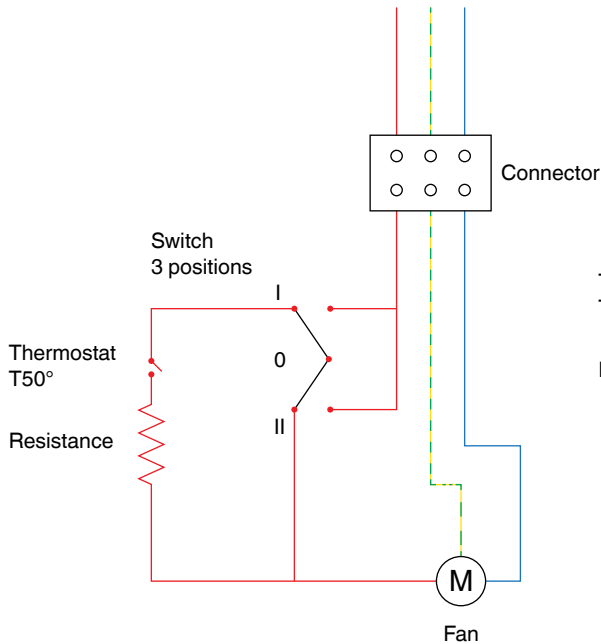 Connector
Switch
3 positions
I
0
II
Thermostat
T50°
Resistance
M
Fan